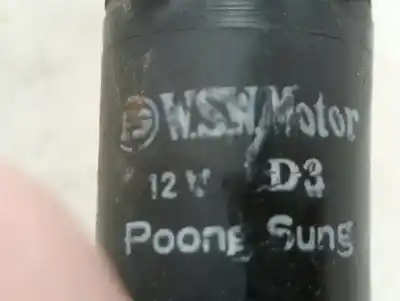 W.S.W/Motor
12 V D3
Poong Sung